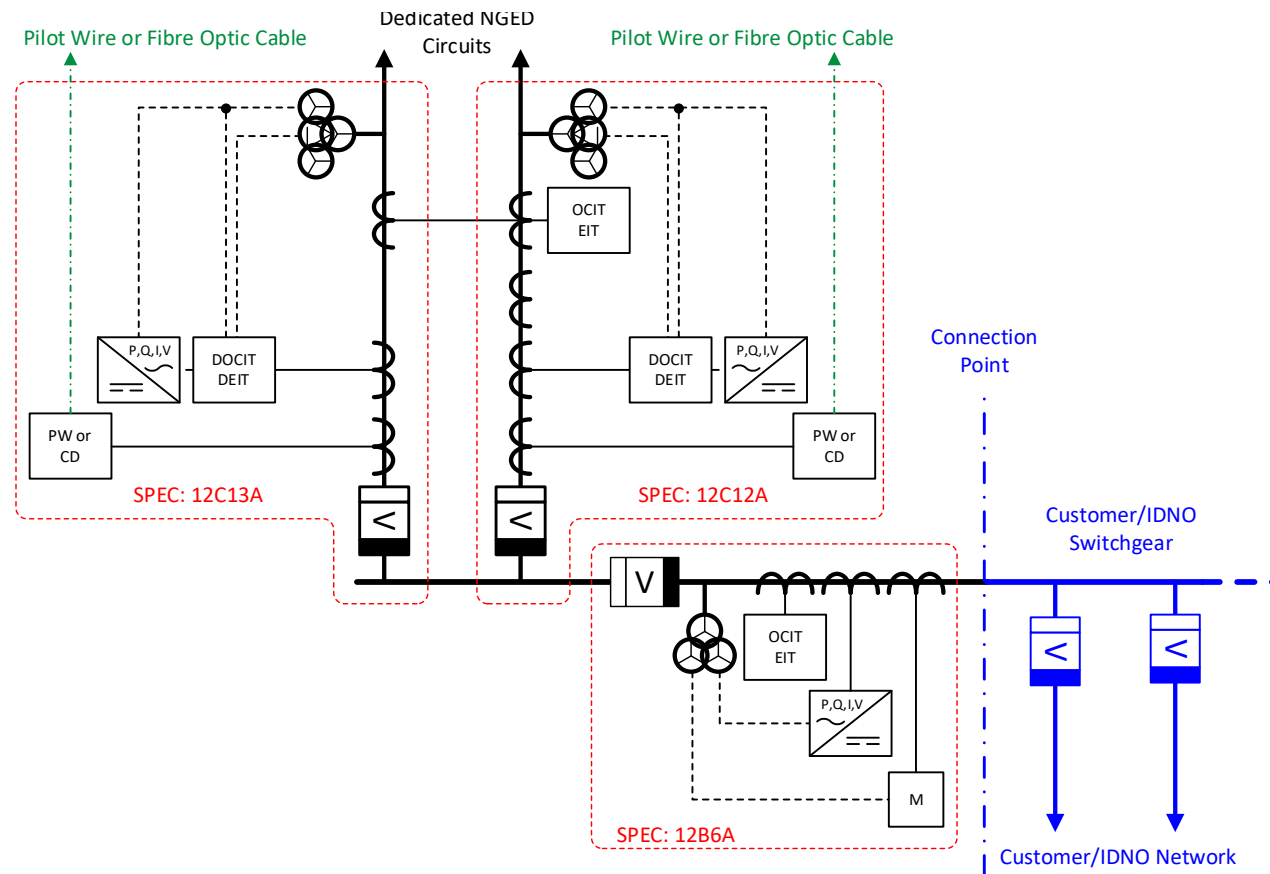 Dedicated NGED
Circuits
Pilot Wire or Fibre Optic Cable
Pilot Wire or Fibre Optic Cable
OCIT
EIT
P,Q,I,V
DOCIT
DEIT
DOCIT
DEIT
P,Q,I,V
PW or
CD
PW or
CD
SPEC: 12C13A
SPEC: 12C12A
Connection
Point
Customer/IDNO
Switchgear
V
V
V
V
V
OCIT
EIT
P,Q,I,V
M
SPEC: 12B6A
Customer/IDNO Network